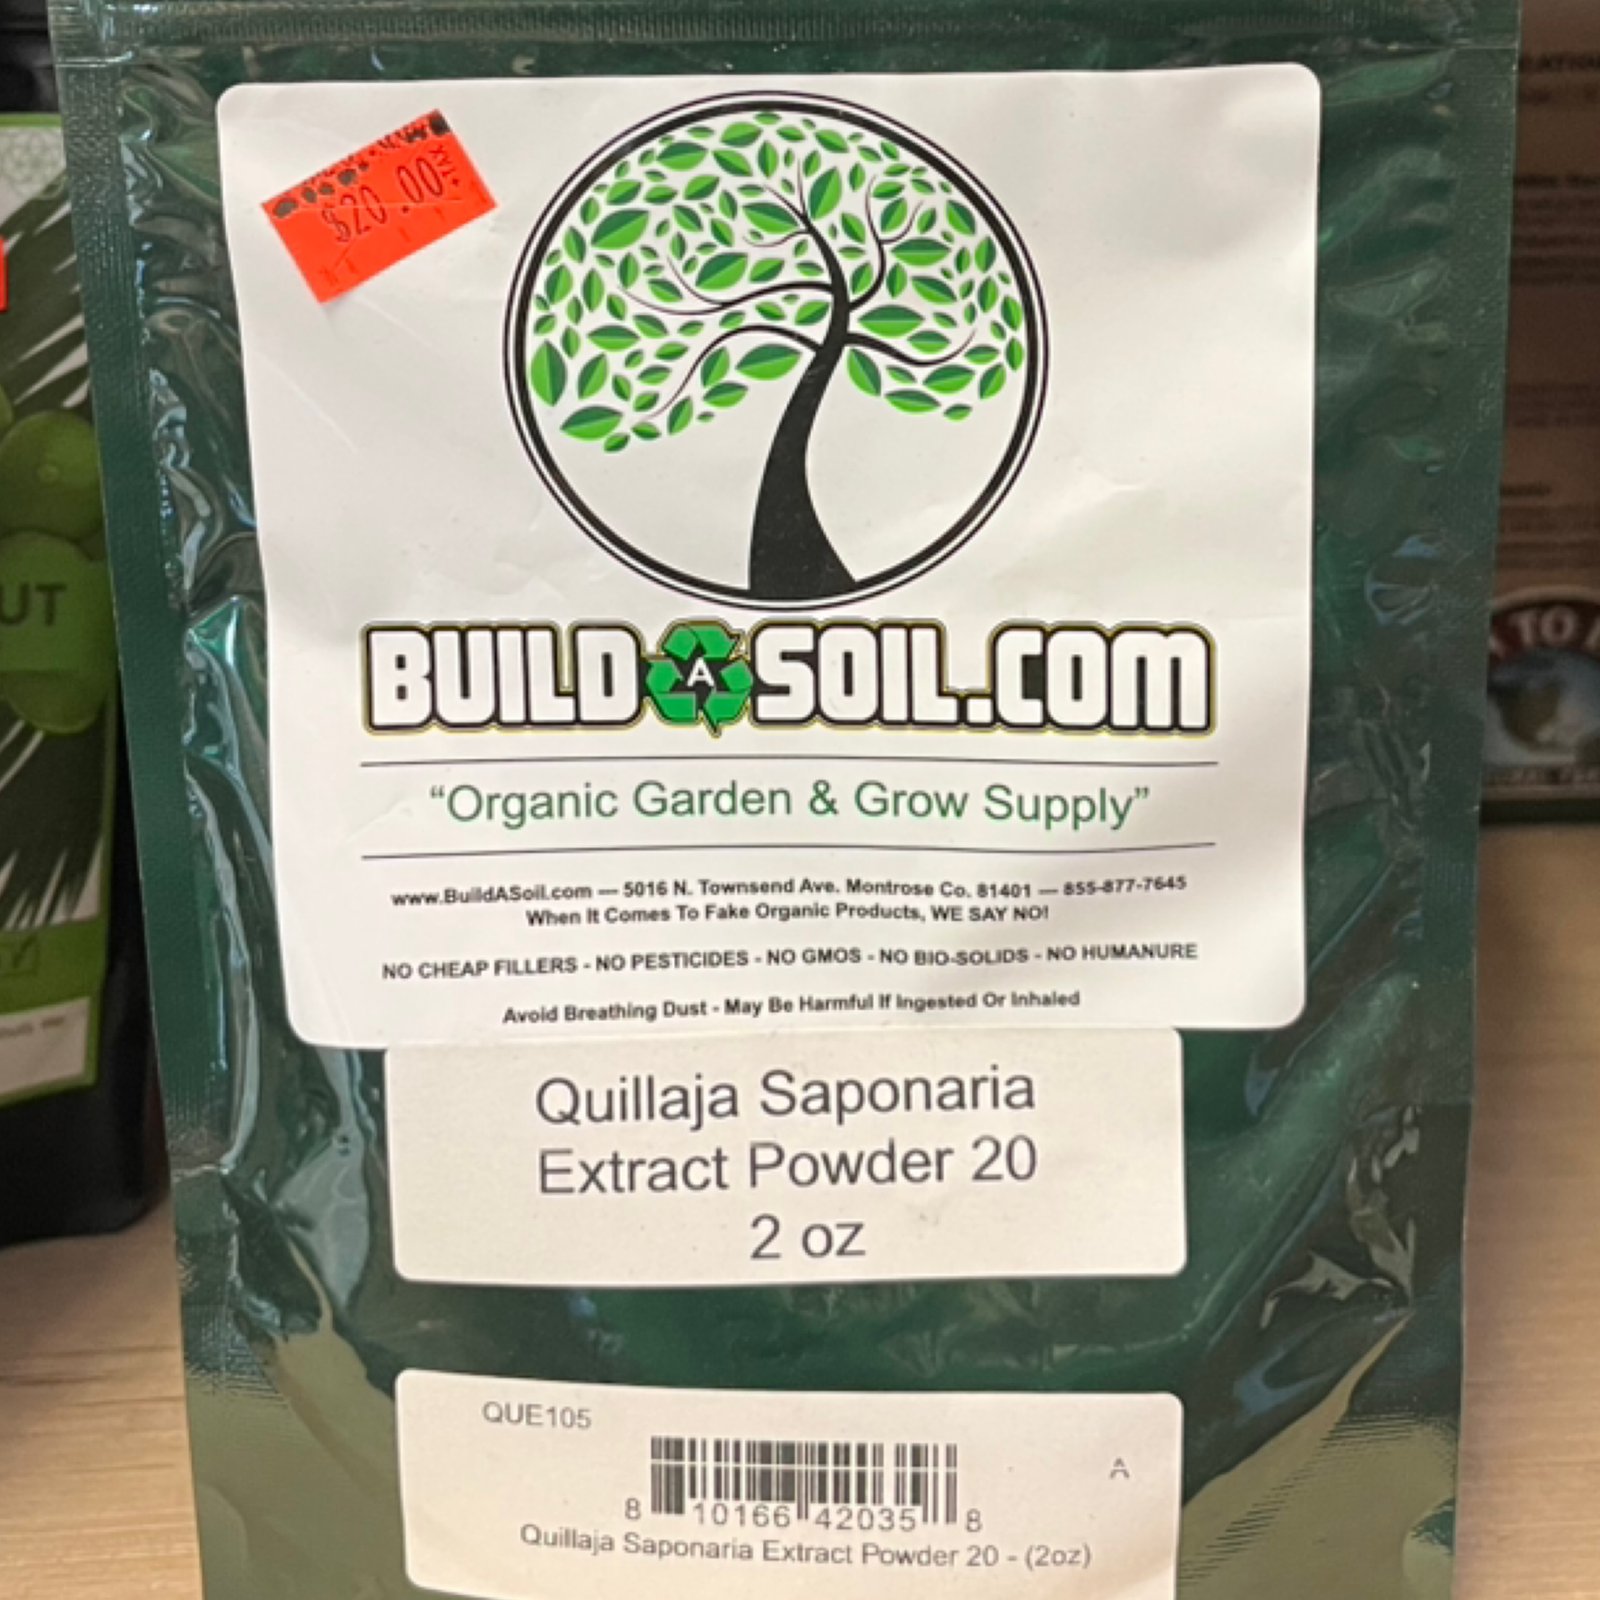 $20.00
+TAX
BUILD A SOIL.COM
“Organic Garden & Grow Supply”
www.BuildASoil.com — 5016 N. Townsend Ave. Montrose Co. 81401 — 855-877-7645
When It Comes To Fake Organic Products, WE SAY NO!
NO CHEAP FILLERS - NO PESTICIDES - NO GMOS - NO BIO-SOLIDS - NO HUMANURE
Avoid Breathing Dust - May Be Harmful If Ingested Or Inhaled
Quillaja Saponaria
Extract Powder 20
2 oz
QUE105
A
8 10166 42035 8
Quillaja Saponaria Extract Powder 20 - (2oz)
UT
TO